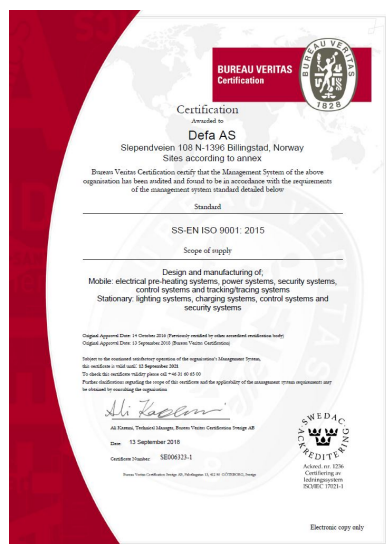 BUREAU VERITAS
Certification
BUREAU VERITAS
1828
Certification
Awarded to
Defa AS
Slependveien 108 N-1396 Billingstad, Norway
Sites according to annex
Bureau Veritas Certification certify that the Management System of the above
organisation has been audited and found to be in accordance with the requirements
of the management system standard detailed below
Standard
SS-EN ISO 9001: 2015
Scope of supply
Design and manufacturing of;
Mobile: electrical pre-heating systems, power systems, security systems,
control systems and tracking/tracing systems
Stationary: lighting systems, charging systems, control systems and
security systems
Original Approval Date: 14 October 2016 (Previously certified by other accredited certification body)
Original Approval Date: 13 September 2018 (Bureau Veritas Certification)
Subject to the continued satisfactory operation of the organisation's Management System,
this certificate is valid until: 12 September 2021
To check this certificate validity please call +46 31 60 65 00
Further clarifications regarding the scope of this certificate and the applicability of the management system requirements may
be obtained by consulting the organisation.
Ali Kazemi
Ali Kazemi, Technical Manager, Bureau Veritas Certification Sverige AB
Date: 13 September 2018
Certificate Number: SE006323-1
Bureau Veritas Certification Sverige AB, 
SWEDAC
ACKREDITERING
Ackred. nr. 1236
Certifiering av
ledningssystem
ISO/IEC 17021-1
Electronic copy only